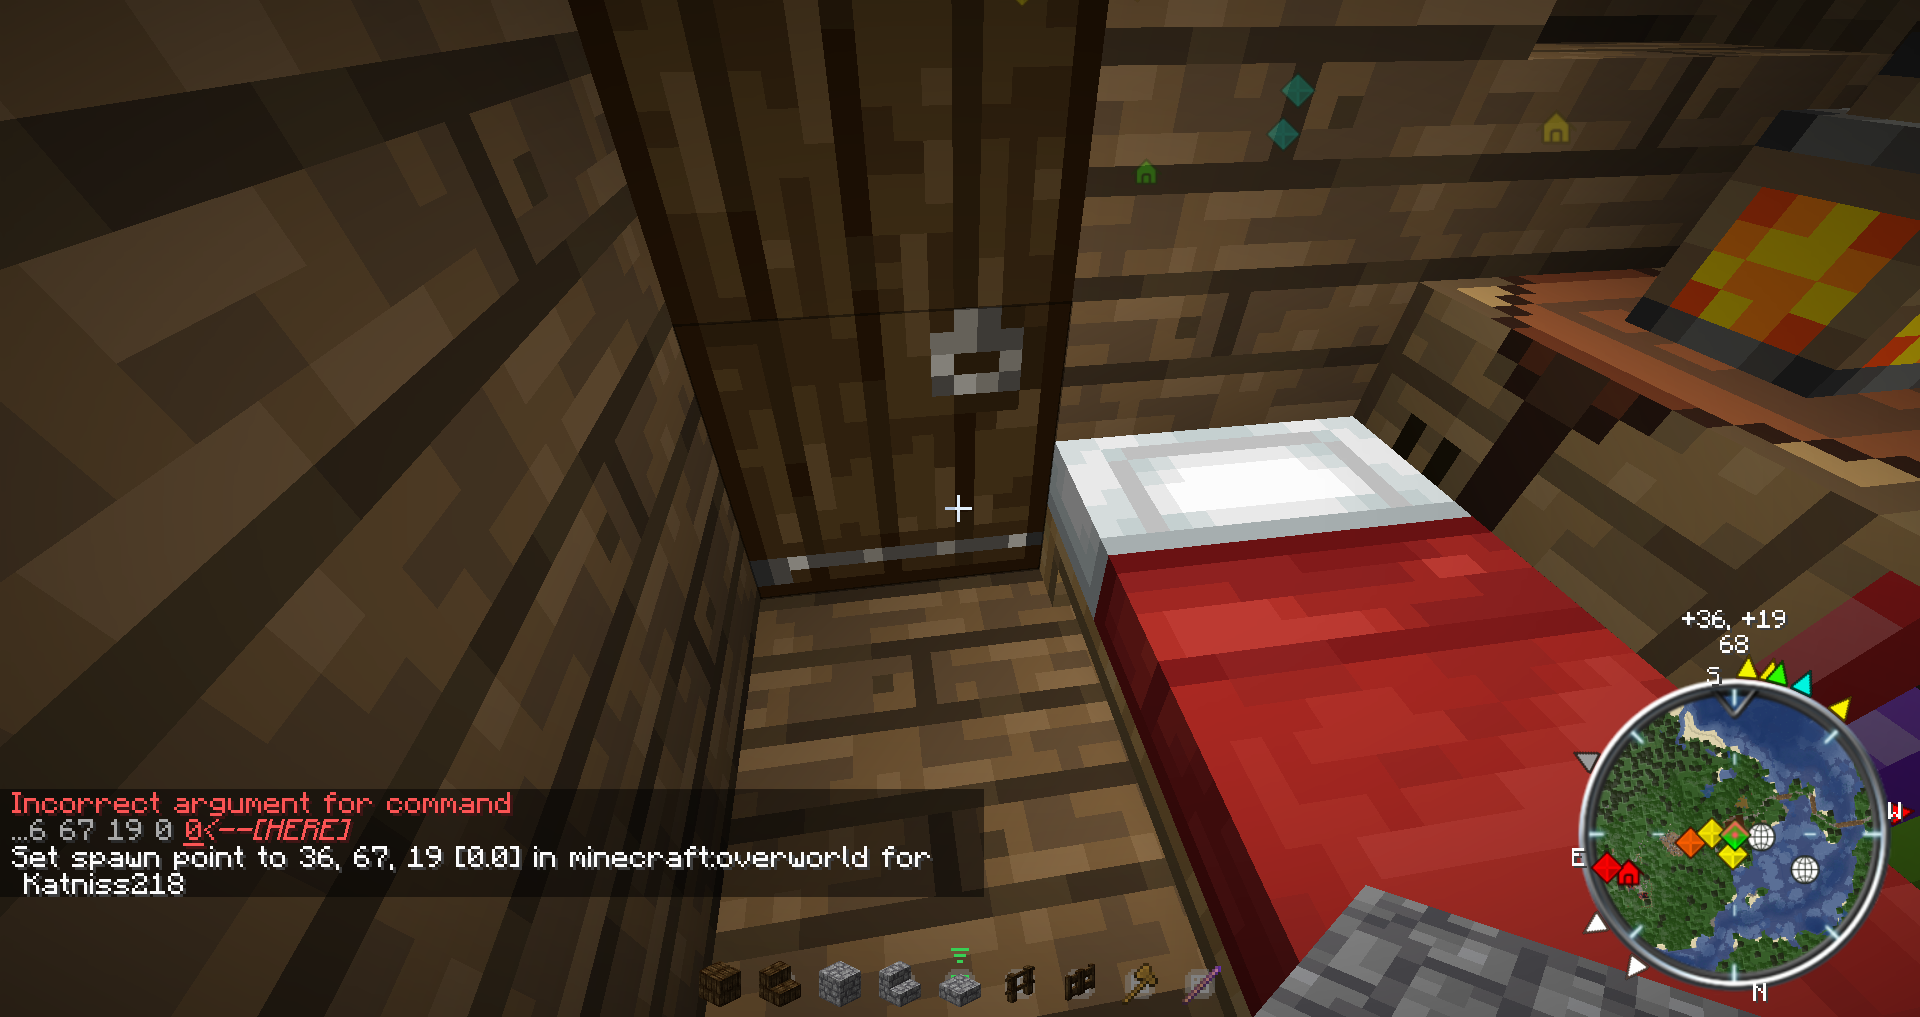 +36, +19
68
S
W
E
N
Incorrect argument for command
...6 67 19 0 0<--[HERE]
Set spawn point to 36, 67, 19 [0.0] in minecraft:overworld for
Katniss218